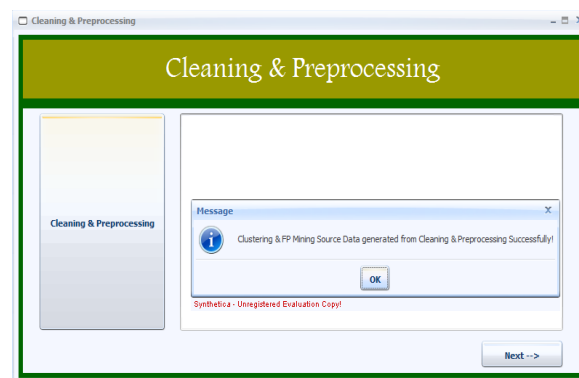 Cleaning & Preprocessing
Cleaning & Preprocessing
Cleaning & Preprocessing
Message
Clustering & FP Mining Source Data generated from Cleaning & Preprocessing Successfully!
OK
Synthetica - Unregistered Evaluation Copy!
Next -->